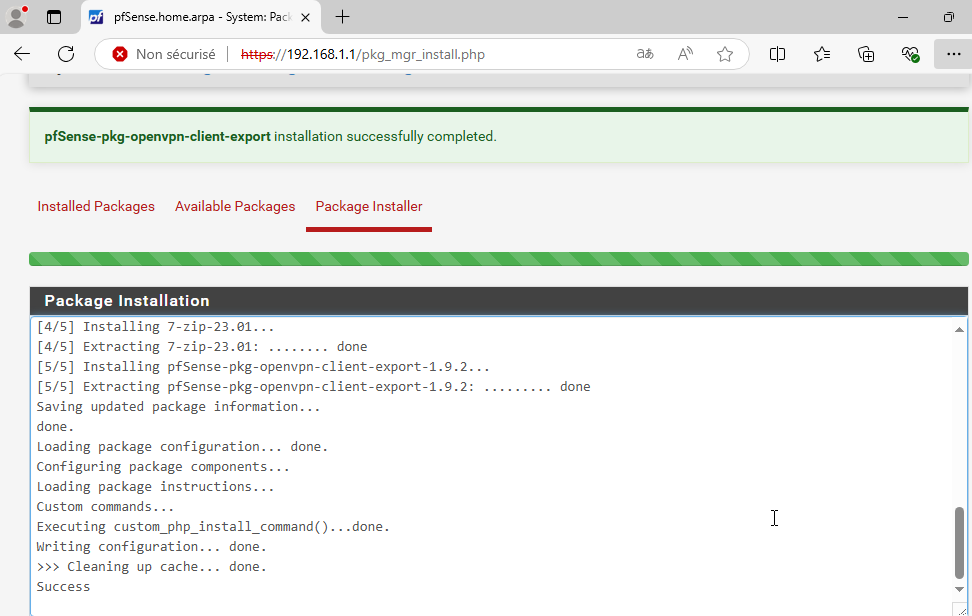 pfSense.home.arpa - System: Pack
Non sécurisé
https://192.168.1.1/pkg_mgr_install.php
pfSense-pkg-openvpn-client-export installation successfully completed.
Installed Packages Available Packages Package Installer
Package Installation
[4/5] Installing 7-zip-23.01...
[4/5] Extracting 7-zip-23.01: ........ done
[5/5] Installing pfSense-pkg-openvpn-client-export-1.9.2...
[5/5] Extracting pfSense-pkg-openvpn-client-export-1.9.2: ......... done
Saving updated package information...
done.
Loading package configuration... done.
Configuring package components...
Loading package instructions...
Custom commands...
Executing custom_php_install_command()...done.
Writing configuration... done.
>>> Cleaning up cache... done.
Success